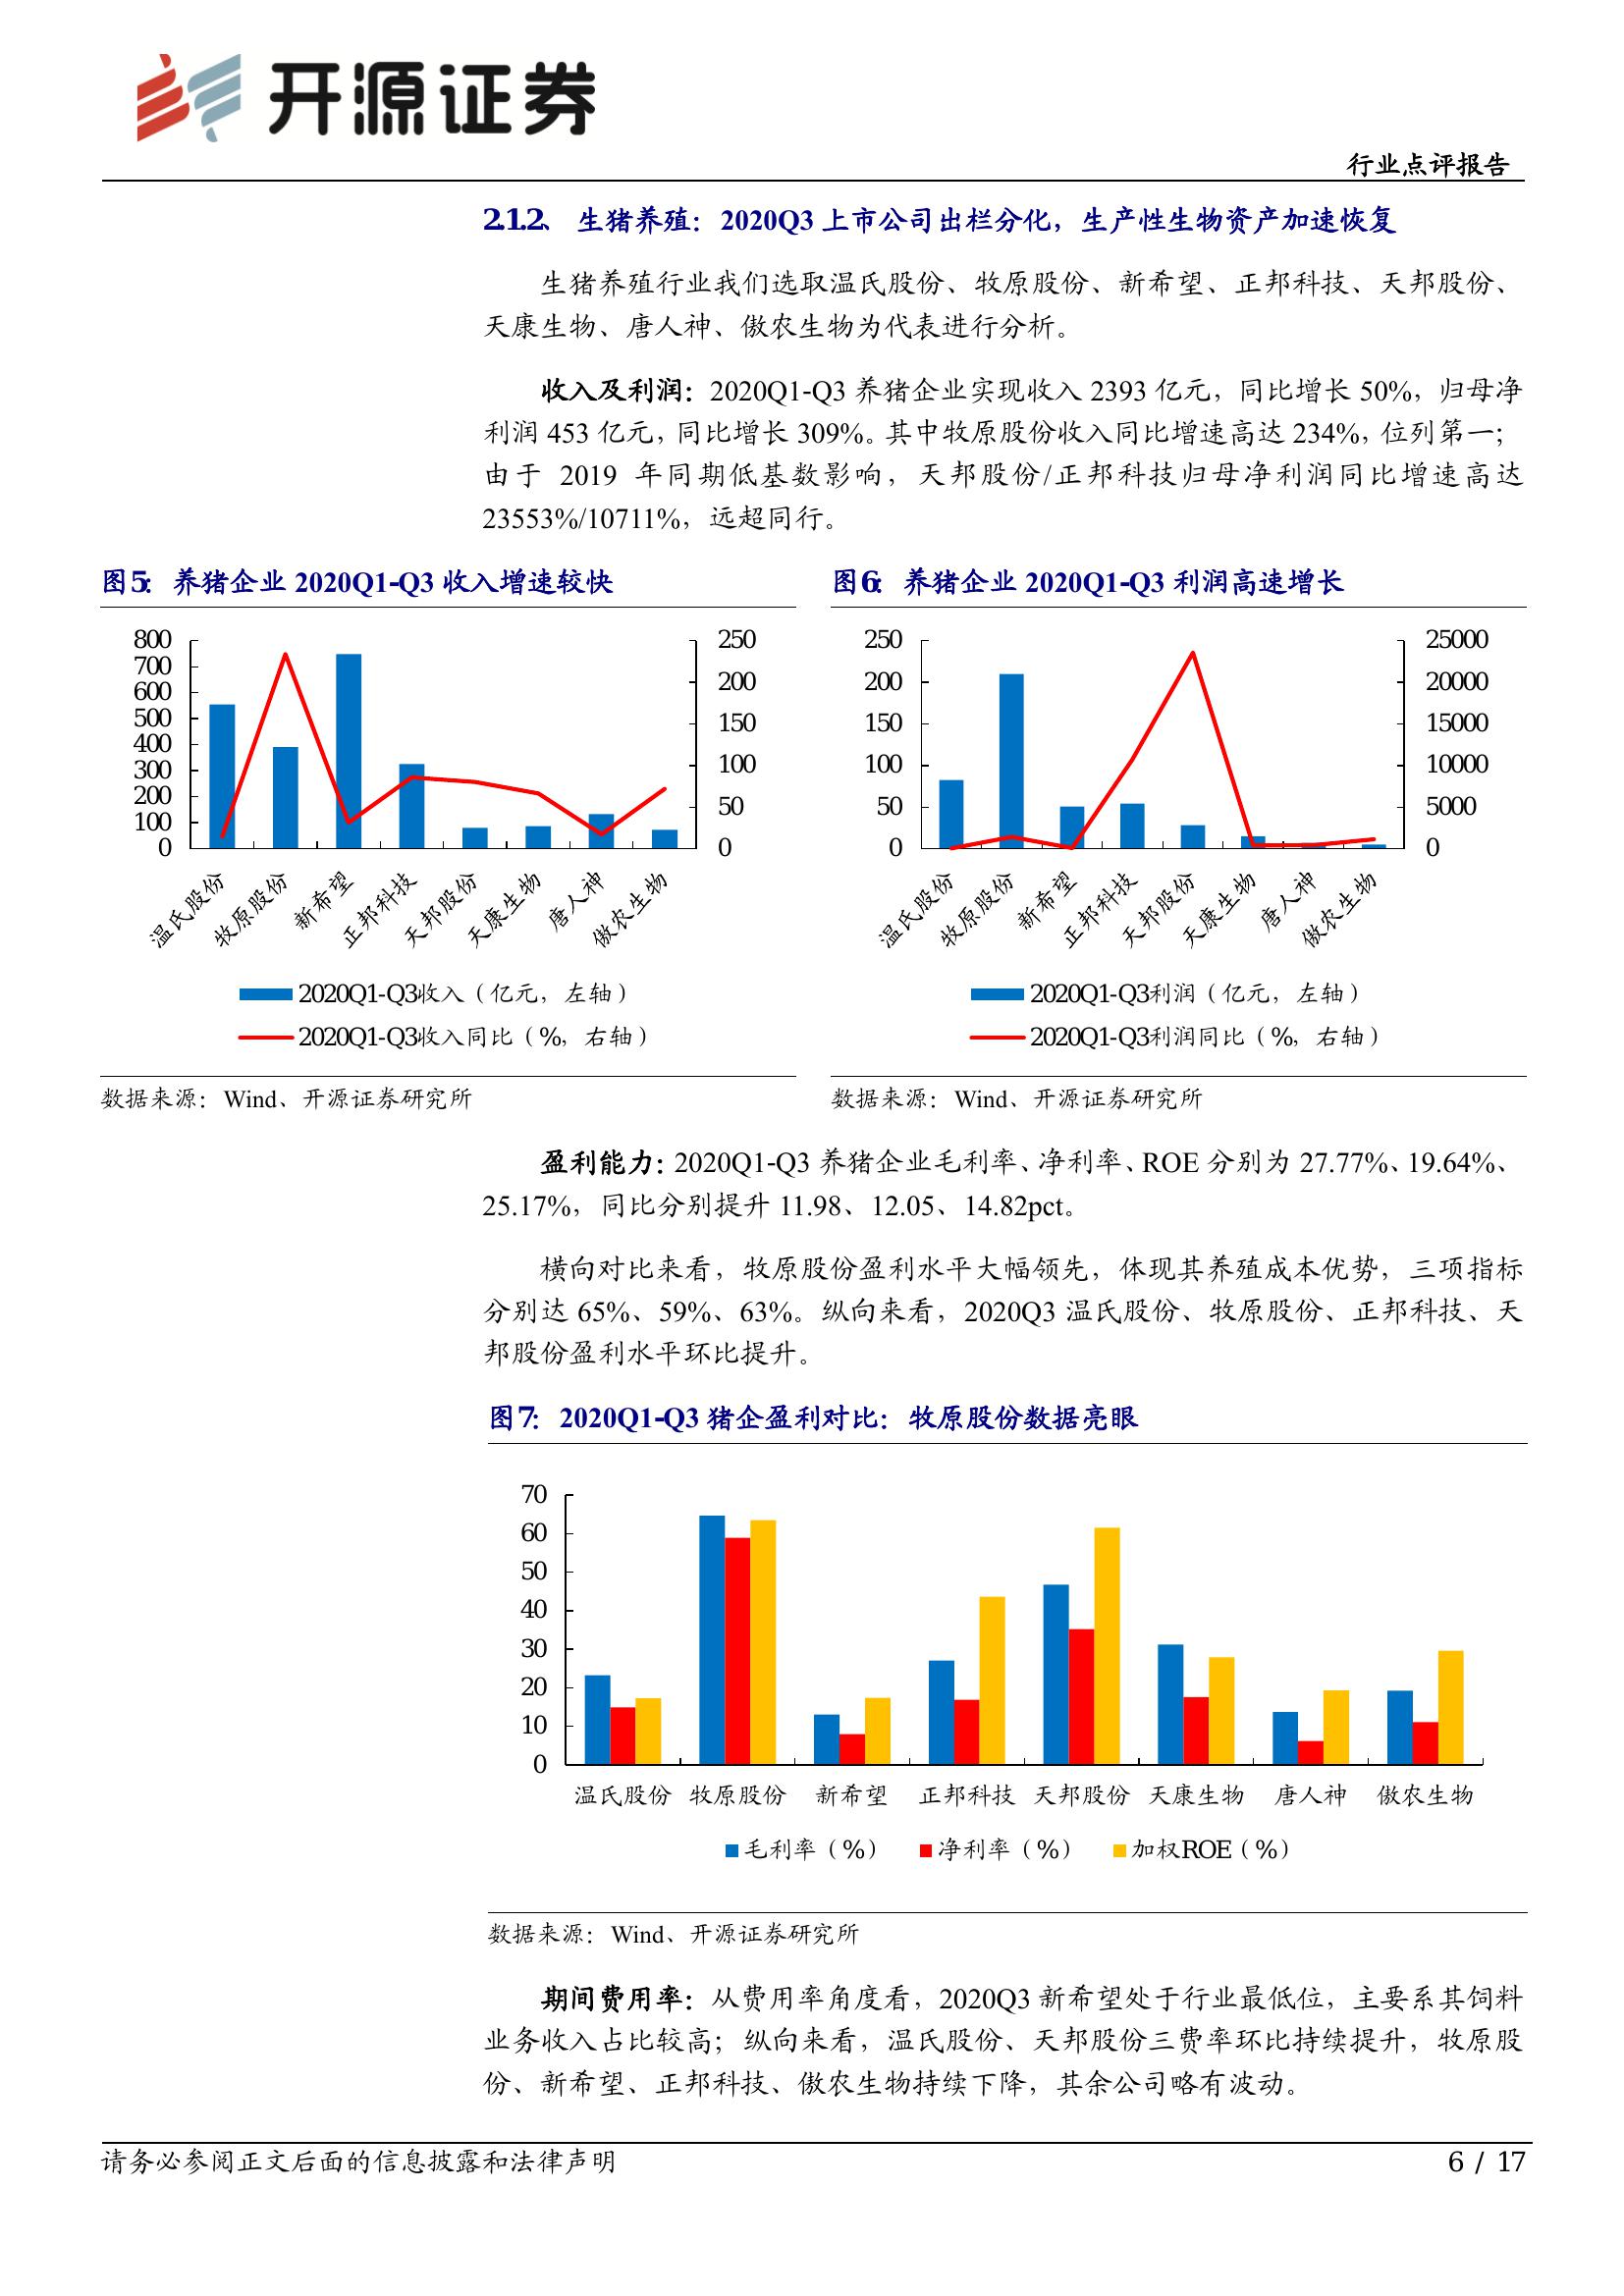 开源证券
行业点评报告
2.1.2、 生猪养殖：2020Q3 上市公司出栏分化，生产性生物资产加速恢复
生猪养殖行业我们选取温氏股份、牧原股份、新希望、正邦科技、天邦股份、
天康生物、唐人神、傲农生物为代表进行分析。
收入及利润：2020Q1-Q3 养猪企业实现收入 2393 亿元，同比增长 50%，归母净
利润 453 亿元，同比增长 309%。其中牧原股份收入同比增速高达 234%，位列第一；
由于 2019 年同期低基数影响，天邦股份/正邦科技归母净利润同比增速高达
23553%/10711%，远超同行。
图5： 养猪企业 2020Q1-Q3 收入增速较快
800
700
600
500
400
300
200
100
0
250
200
150
100
50
0
温氏股份
牧原股份
新希望
正邦科技
天邦股份
天康生物
唐人神
傲农生物
2020Q1-Q3收入（亿元，左轴）
2020Q1-Q3收入同比（%，右轴）
数据来源：Wind、开源证券研究所
图6： 养猪企业 2020Q1-Q3 利润高速增长
250
200
150
100
50
0
25000
20000
15000
10000
5000
0
温氏股份
牧原股份
新希望
正邦科技
天邦股份
天康生物
唐人神
傲农生物
2020Q1-Q3利润（亿元，左轴）
2020Q1-Q3利润同比（%，右轴）
数据来源：Wind、开源证券研究所
盈利能力：2020Q1-Q3 养猪企业毛利率、净利率、ROE 分别为 27.77%、19.64%、
25.17%，同比分别提升 11.98、12.05、14.82pct。
横向对比来看，牧原股份盈利水平大幅领先，体现其养殖成本优势，三项指标
分别达 65%、59%、63%。纵向来看，2020Q3 温氏股份、牧原股份、正邦科技、天
邦股份盈利水平环比提升。
图7： 2020Q1-Q3 猪企盈利对比：牧原股份数据亮眼
70
60
50
40
30
20
10
0
温氏股份 牧原股份 新希望 正邦科技 天邦股份 天康生物 唐人神 傲农生物
毛利率（%） 净利率（%） 加权ROE（%）
数据来源：Wind、开源证券研究所
期间费用率：从费用率角度看，2020Q3 新希望处于行业最低位，主要系其饲料
业务收入占比较高；纵向来看，温氏股份、天邦股份三费率环比持续提升，牧原股
份、新希望、正邦科技、傲农生物持续下降，其余公司略有波动。
请务必参阅正文后面的信息披露和法律声明
6 / 17